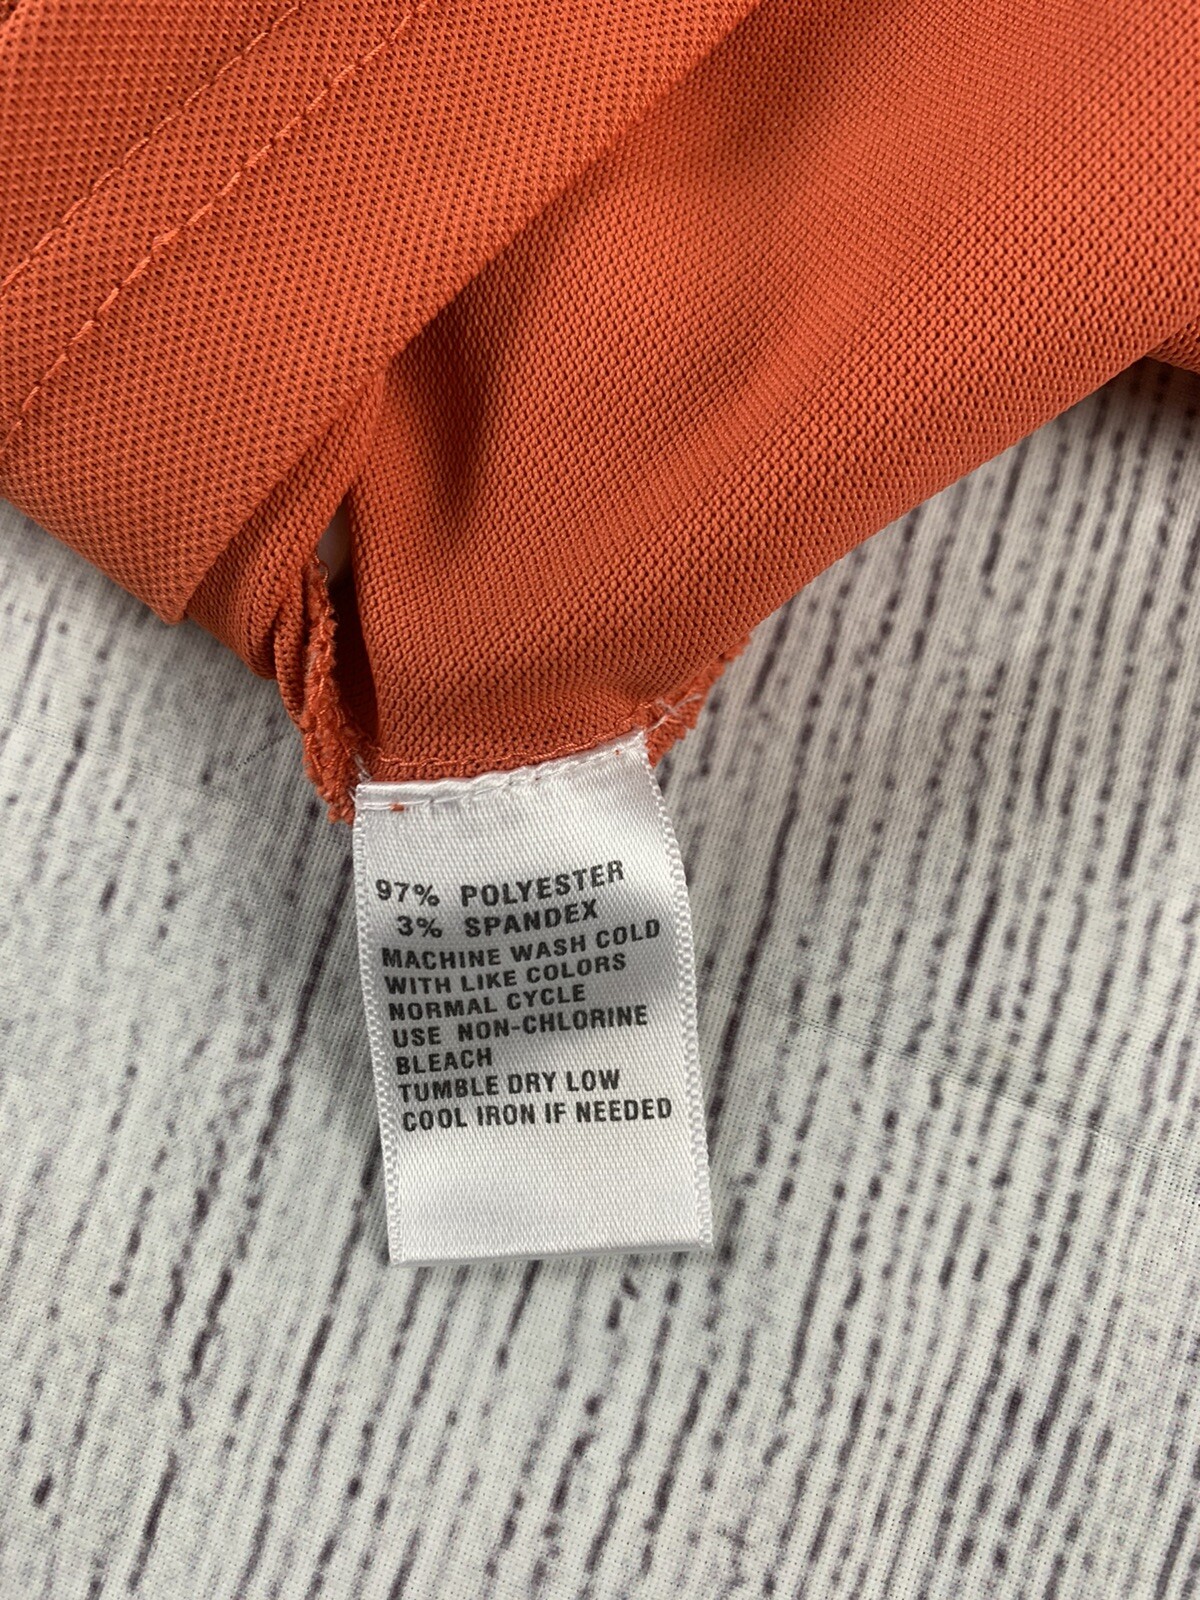 97% POLYESTER
3% SPANDEX
MACHINE WASH COLD
WITH LIKE COLORS
NORMAL CYCLE
USE NON-CHLORINE
BLEACH
TUMBLE DRY LOW
COOL IRON IF NEEDED